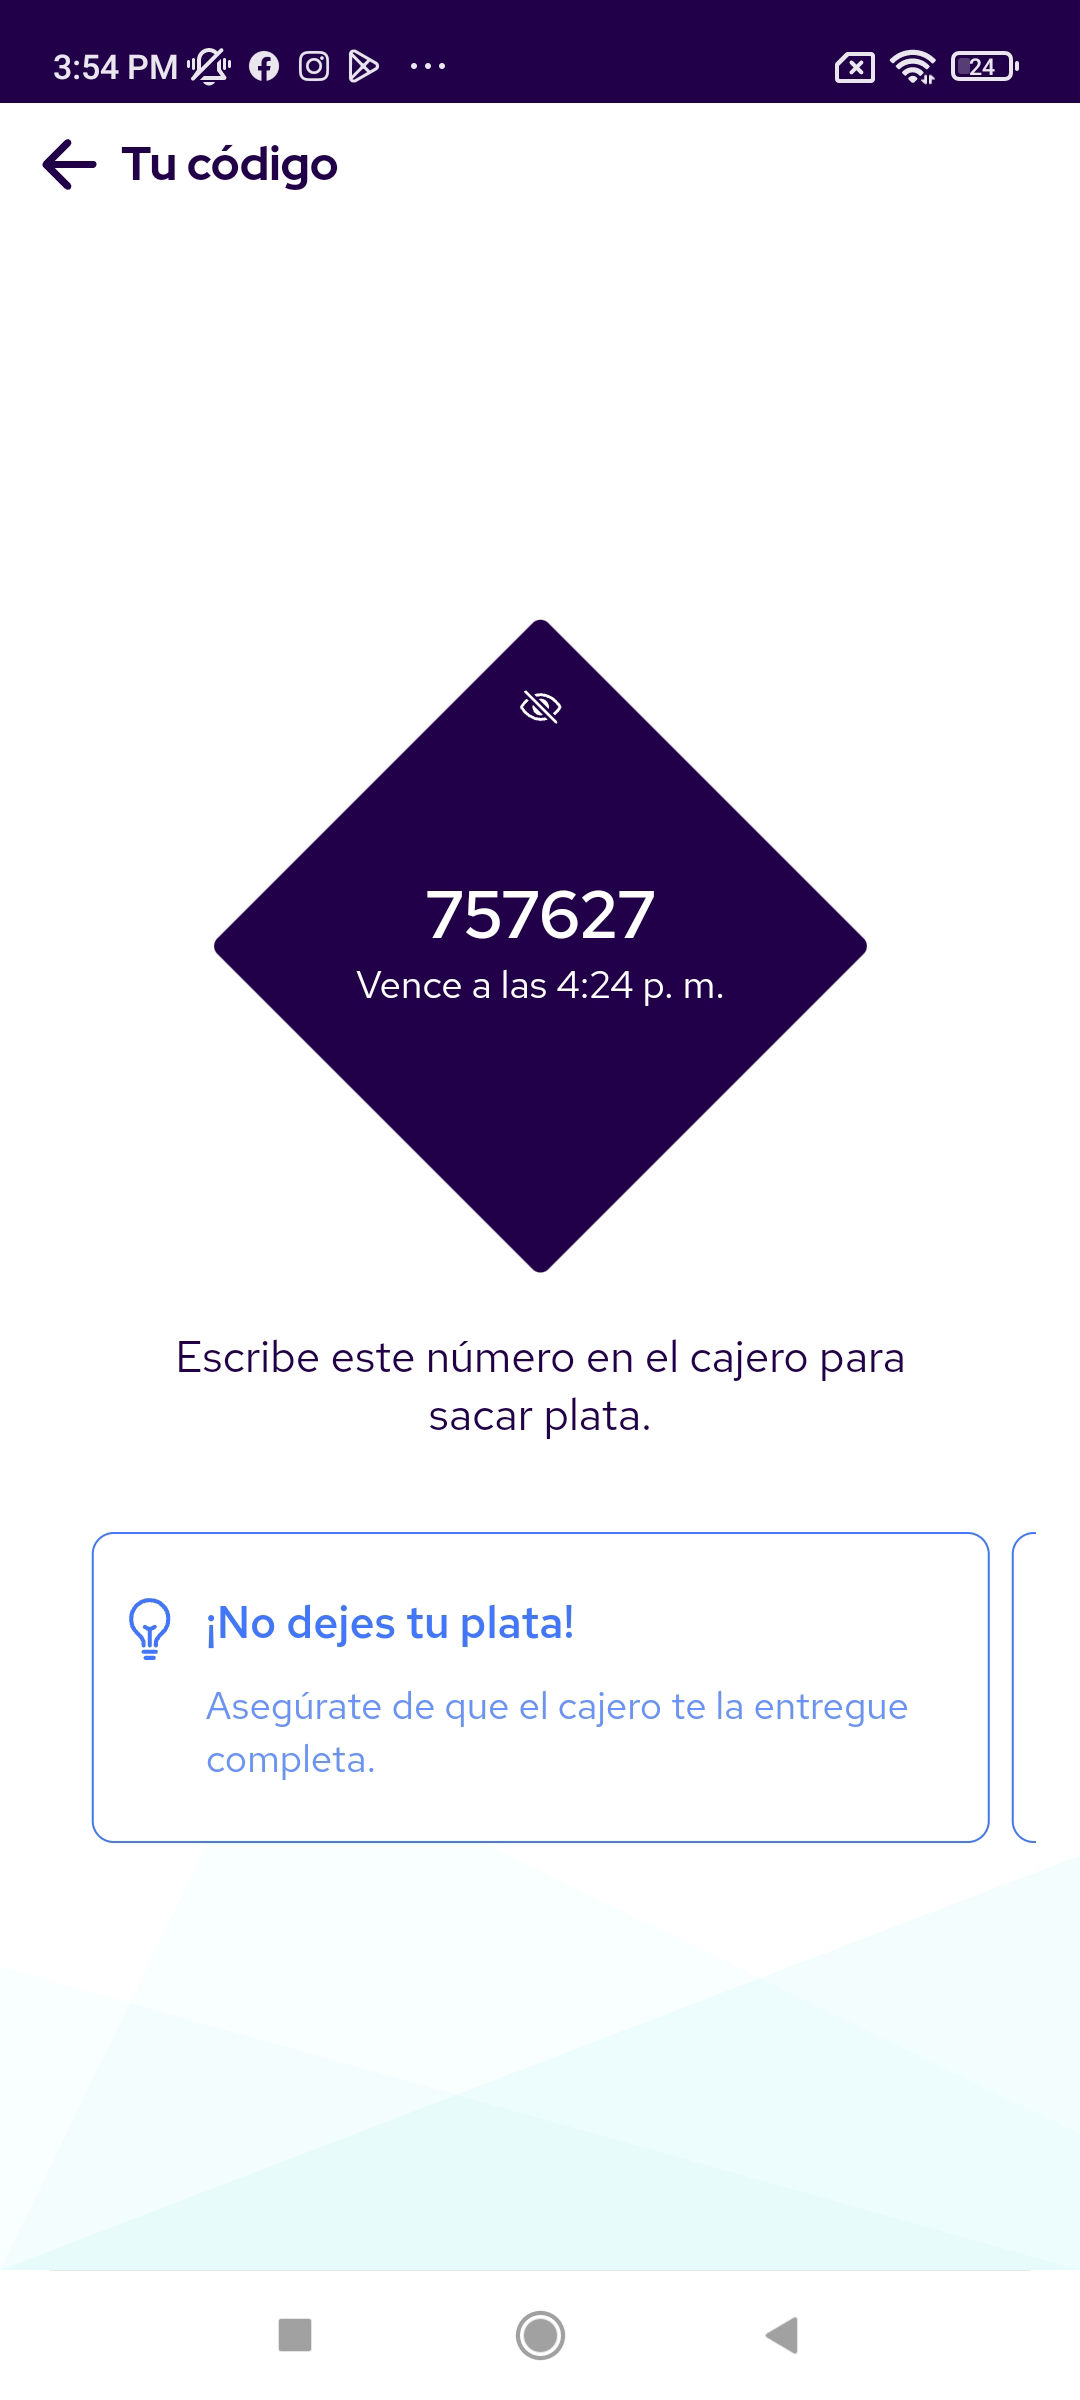 3:54 PM
24
Tu código
757627
Vence a las 4:24 p. m.
Escribe este número en el cajero para
sacar plata.
¡No dejes tu plata!
Asegúrate de que el cajero te la entregue
completa.